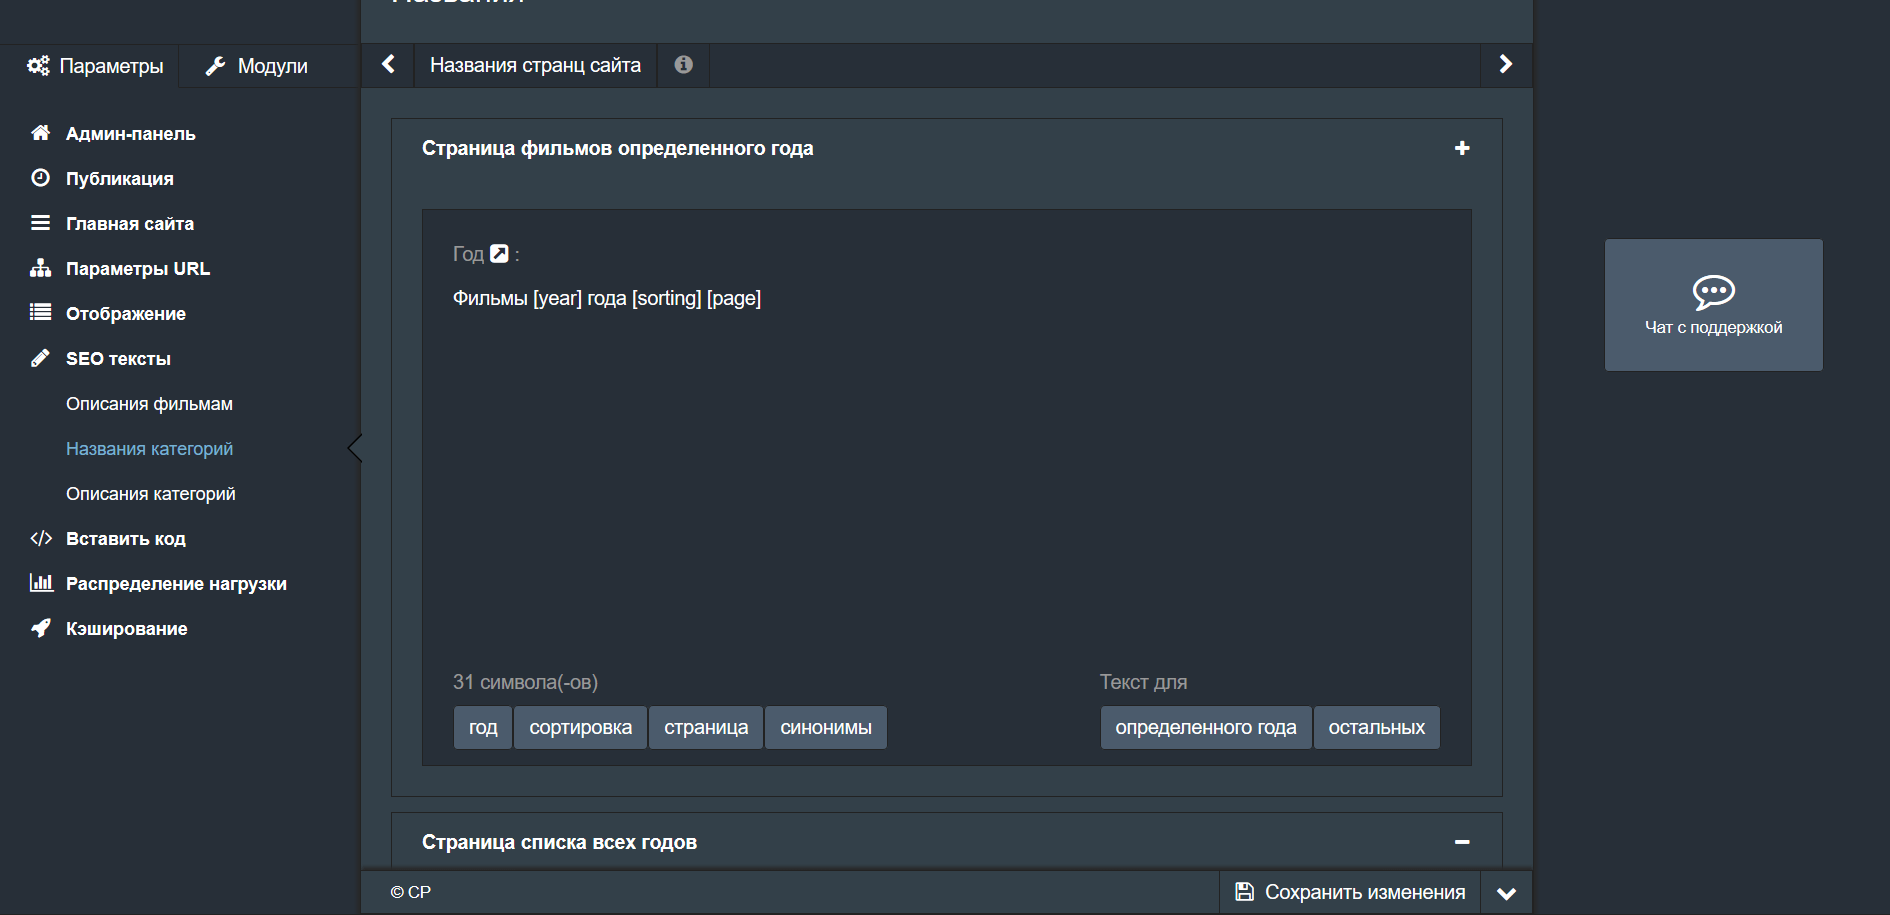 Названия
Параметры
Модули
Названия странц сайта
Админ-панель
Публикация
Главная сайта
Параметры URL
Отображение
SEO тексты
Описания фильмам
Названия категорий
Описания категорий
Вставить код
Распределение нагрузки
Кэширование
Страница фильмов определенного года
Год :
Фильмы [year] года [sorting] [page]
31 символа(-ов)
год
сортировка
страница
синонимы
Текст для
определенного года
остальных
Страница списка всех годов
© CP
Сохранить изменения
Чат с поддержкой